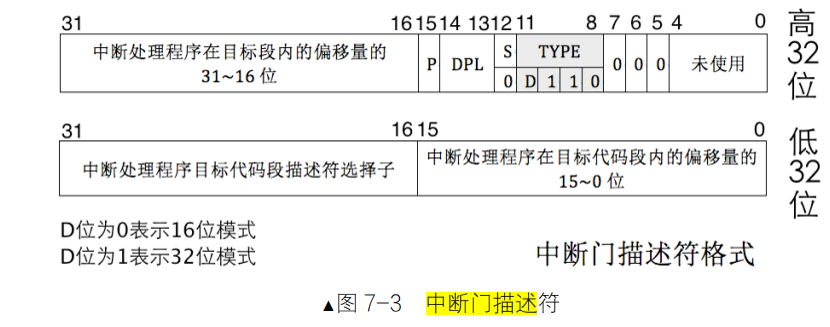 31 16 15 14 13 12 11 8 7 6 5 4 0
中断处理程序在目标段内的偏移量的
31~16 位
P
DPL
S
TYPE
0 D 1 1 0
0 0 0
未使用
高
32
位
31 16 15 0
中断处理程序目标代码段描述符选择子
中断处理程序在目标代码段内的偏移量的
15~0 位
低
32
位
D位为0表示16位模式
D位为1表示32位模式
中断门描述符格式
▲图 7-3 中断门描述符